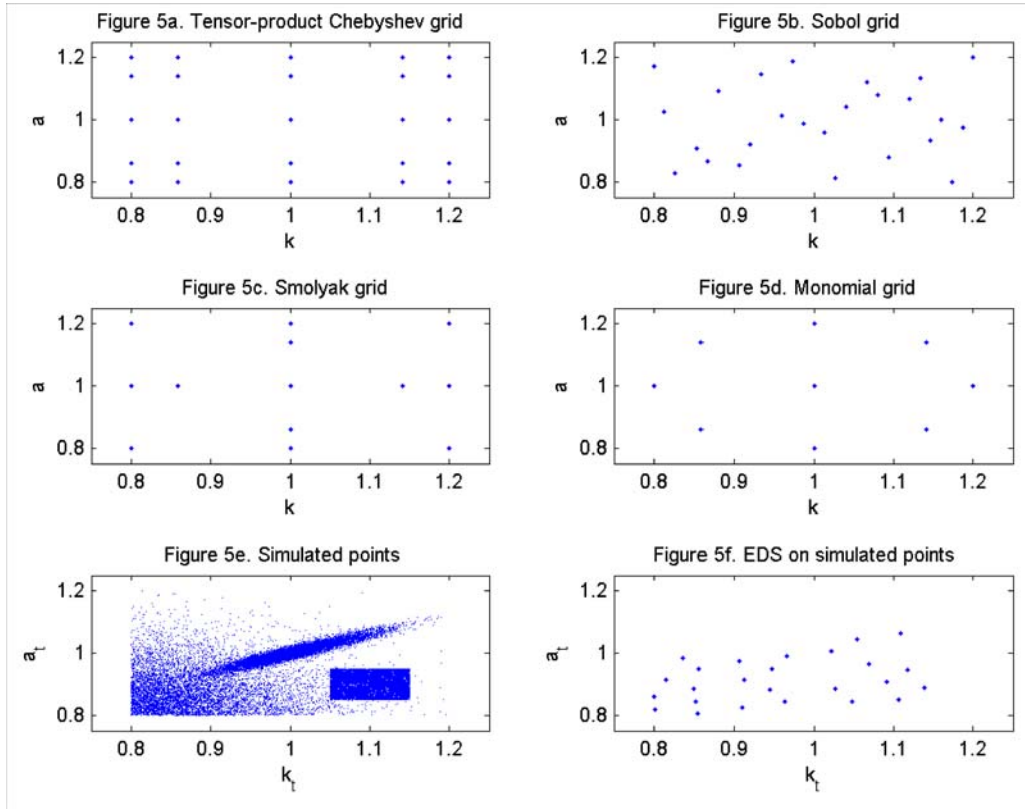 Figure 5a. Tensor-product Chebyshev grid
1.2
a
1
0.8
0.8 0.9 1 1.1 1.2
k
Figure 5b. Sobol grid
1.2
a
1
0.8
0.8 0.9 1 1.1 1.2
k
Figure 5c. Smolyak grid
1.2
a
1
0.8
0.8 0.9 1 1.1 1.2
k
Figure 5d. Monomial grid
1.2
a
1
0.8
0.8 0.9 1 1.1 1.2
k
Figure 5e. Simulated points
1.2
a_t
1
0.8
0.8 0.9 1 1.1 1.2
k_t
Figure 5f. EDS on simulated points
1.2
a_t
1
0.8
0.8 0.9 1 1.1 1.2
k_t